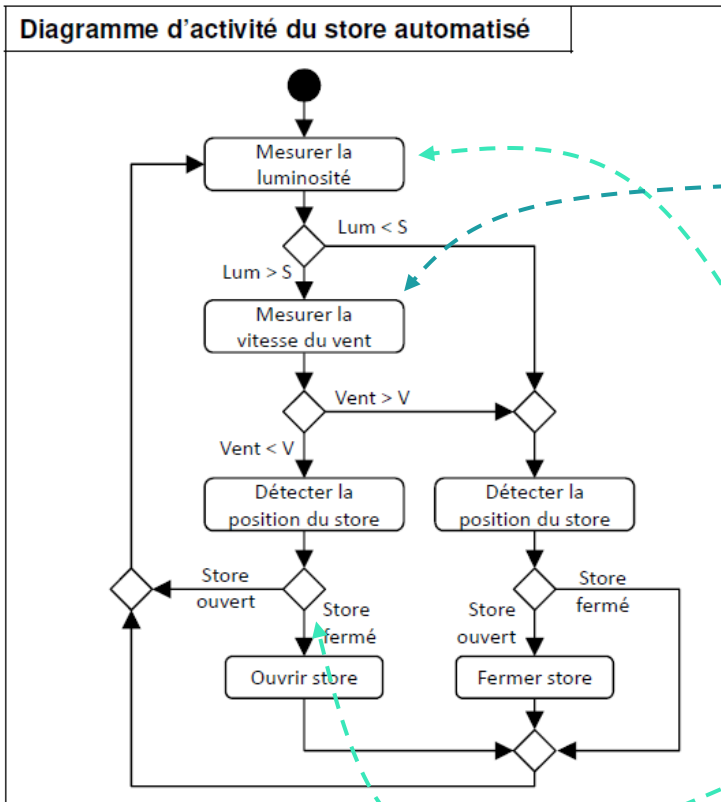 Diagramme d'activité du store automatisé
Mesurer la
luminosité
Lum < S
Lum > S
Mesurer la
vitesse du vent
Vent > V
Vent < V
Détecter la
position du store
Détecter la
position du store
Store
ouvert
Store
fermé
Store
ouvert
Store
fermé
Ouvrir store
Fermer store